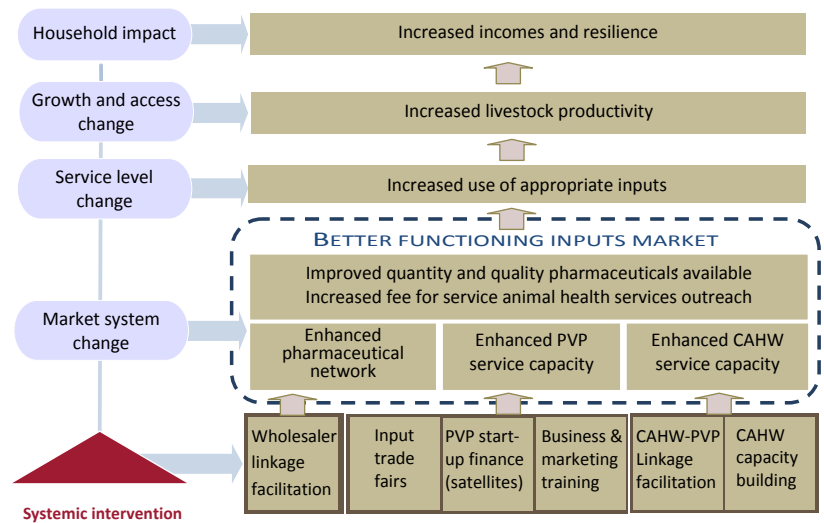 Household impact
Increased incomes and resilience
Growth and access
change
Increased livestock productivity
Service level
change
Increased use of appropriate inputs
BETTER FUNCTIONING INPUTS MARKET
Improved quantity and quality pharmaceuticals available
Increased fee for service animal health services outreach
Market system
change
Enhanced
pharmaceutical
network
Enhanced PVP
service capacity
Enhanced CAHW
service capacity
Wholesaler
linkage
facilitation
Input
trade
fairs
PVP start-
up finance
(satellites)
Business &
marketing
training
CAHW-PVP
Linkage
facilitation
CAHW
capacity
building
Systemic intervention